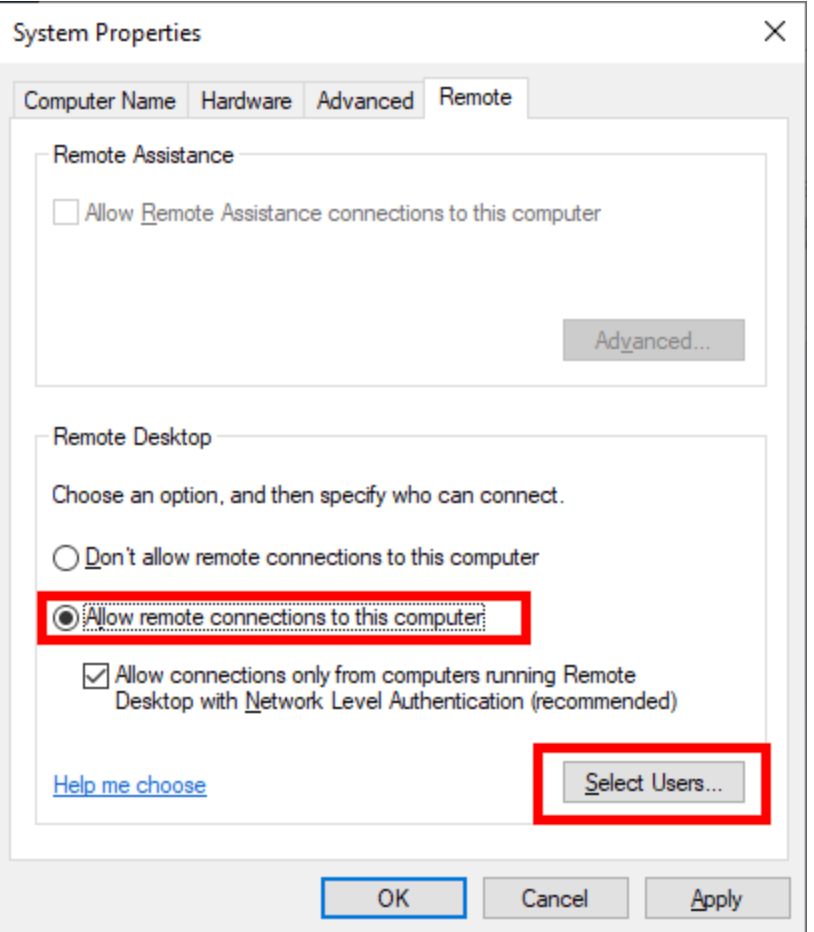 System Properties
Computer Name
Hardware
Advanced
Remote
Remote Assistance
Allow Remote Assistance connections to this computer
Advanced...
Remote Desktop
Choose an option, and then specify who can connect.
Don't allow remote connections to this computer
Allow remote connections to this computer
Allow connections only from computers running Remote
Desktop with Network Level Authentication (recommended)
Help me choose
Select Users...
OK
Cancel
Apply